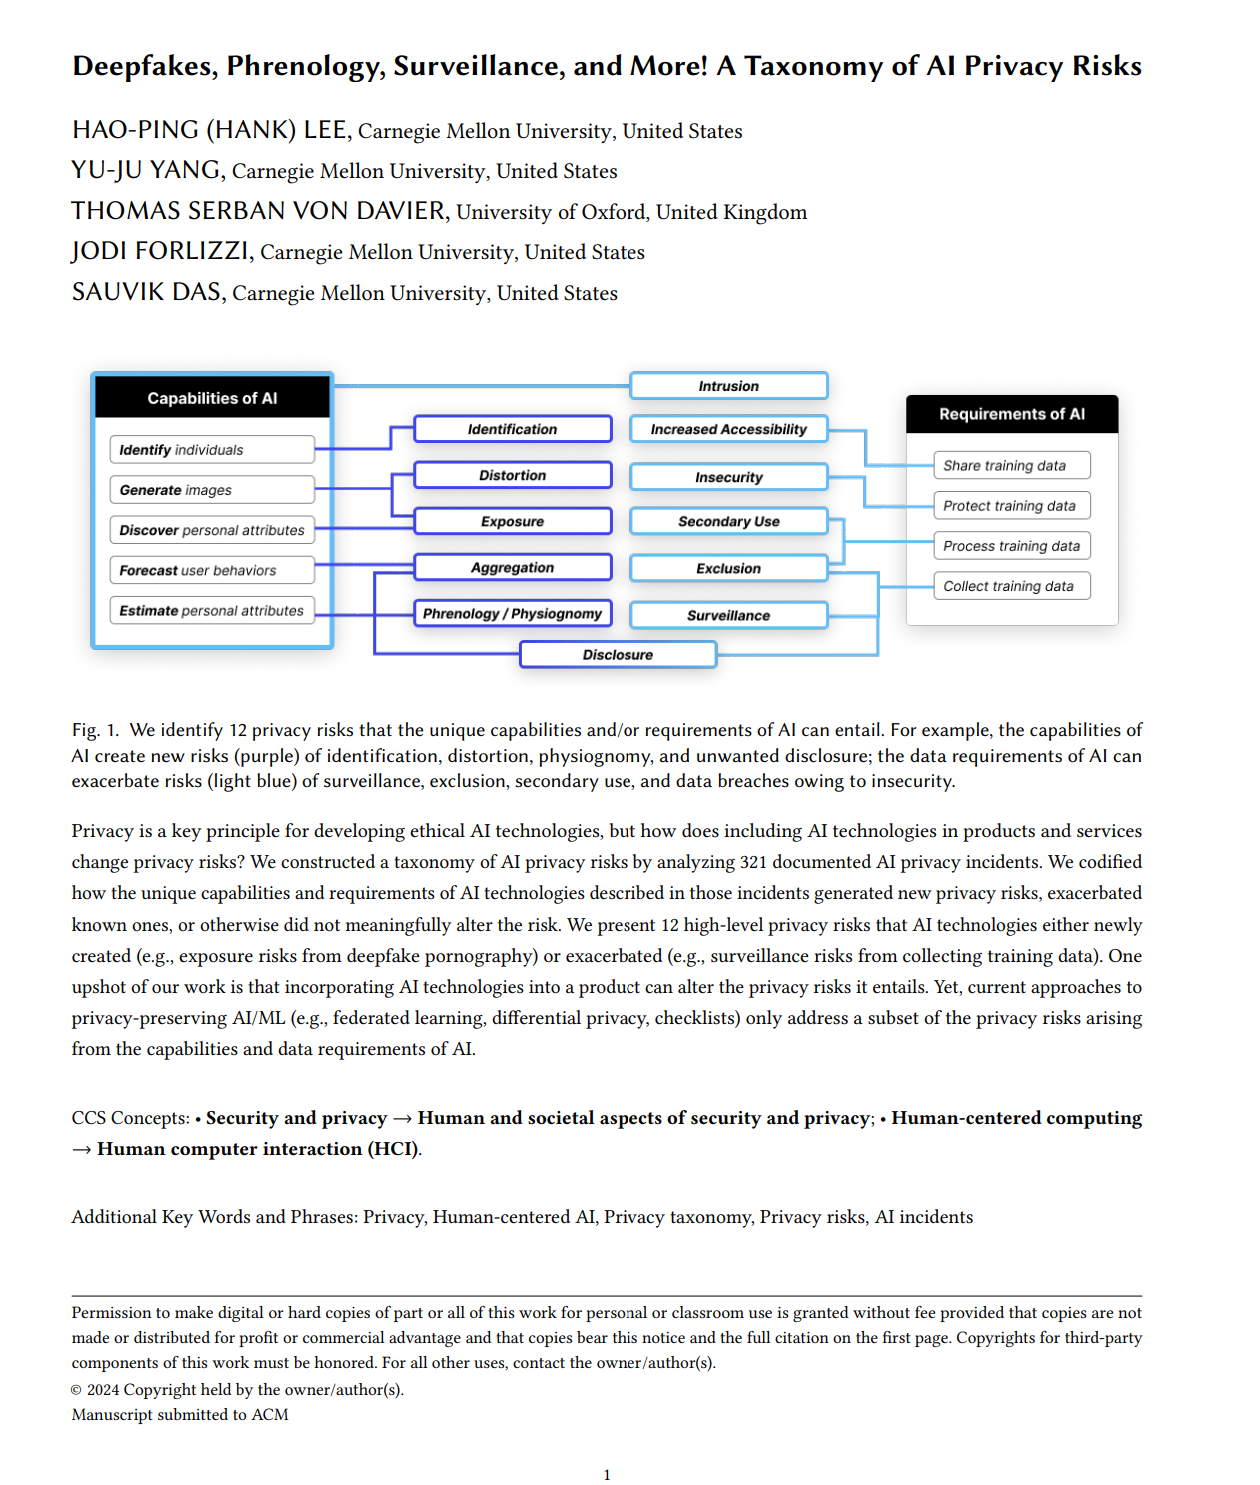 Deepfakes, Phrenology, Surveillance, and More! A Taxonomy of AI Privacy Risks
HAO-PING (HANK) LEE, Carnegie Mellon University, United States
YU-JU YANG, Carnegie Mellon University, United States
THOMAS SERBAN VON DAVIER, University of Oxford, United Kingdom
JODI FORLIZZI, Carnegie Mellon University, United States
SAUVIK DAS, Carnegie Mellon University, United States
Capabilities of AI
Identify individuals
Generate images
Discover personal attributes
Forecast user behaviors
Estimate personal attributes
Identification
Distortion
Exposure
Aggregation
Phrenology / Physiognomy
Disclosure
Intrusion
Increased Accessibility
Insecurity
Secondary Use
Exclusion
Surveillance
Requirements of AI
Share training data
Protect training data
Process training data
Collect training data
Fig. 1. We identify 12 privacy risks that the unique capabilities and/or requirements of AI can entail. For example, the capabilities of
AI create new risks (purple) of identification, distortion, physiognomy, and unwanted disclosure; the data requirements of AI can
exacerbate risks (light blue) of surveillance, exclusion, secondary use, and data breaches owing to insecurity.
Privacy is a key principle for developing ethical AI technologies, but how does including AI technologies in products and services
change privacy risks? We constructed a taxonomy of AI privacy risks by analyzing 321 documented AI privacy incidents. We codified
how the unique capabilities and requirements of AI technologies described in those incidents generated new privacy risks, exacerbated
known ones, or otherwise did not meaningfully alter the risk. We present 12 high-level privacy risks that AI technologies either newly
created (e.g., exposure risks from deepfake pornography) or exacerbated (e.g., surveillance risks from collecting training data). One
upshot of our work is that incorporating AI technologies into a product can alter the privacy risks it entails. Yet, current approaches to
privacy-preserving AI/ML (e.g., federated learning, differential privacy, checklists) only address a subset of the privacy risks arising
from the capabilities and data requirements of AI.
CCS Concepts: • Security and privacy → Human and societal aspects of security and privacy; • Human-centered computing
→ Human computer interaction (HCI).
Additional Key Words and Phrases: Privacy, Human-centered AI, Privacy taxonomy, Privacy risks, AI incidents
Permission to make digital or hard copies of part or all of this work for personal or classroom use is granted without fee provided that copies are not
made or distributed for profit or commercial advantage and that copies bear this notice and the full citation on the first page. Copyrights for third-party
components of this work must be honored. For all other uses, contact the owner/author(s).
© 2024 Copyright held by the owner/author(s).
Manuscript submitted to ACM
1